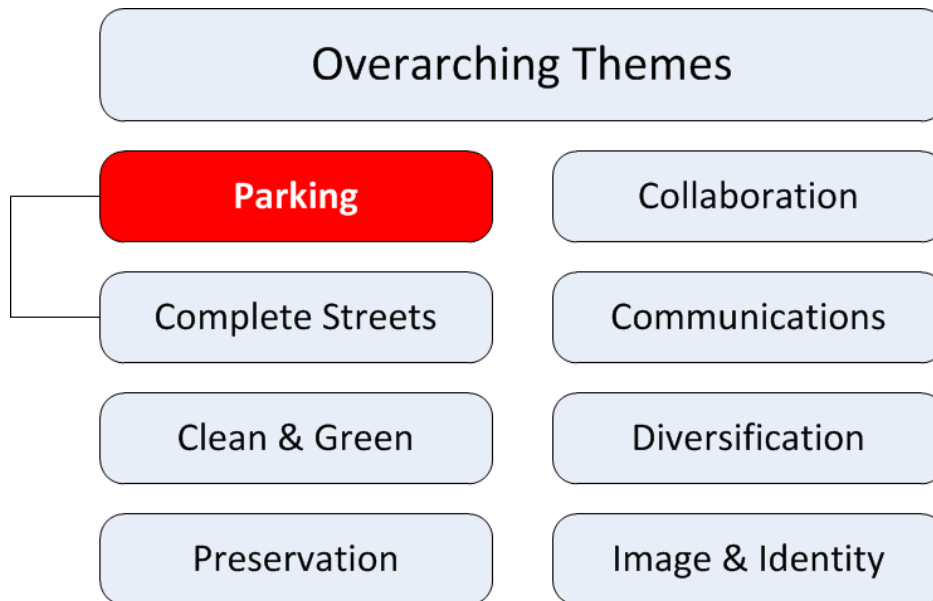 Overarching Themes
Parking
Collaboration
Complete Streets
Communications
Clean & Green
Diversification
Preservation
Image & Identity